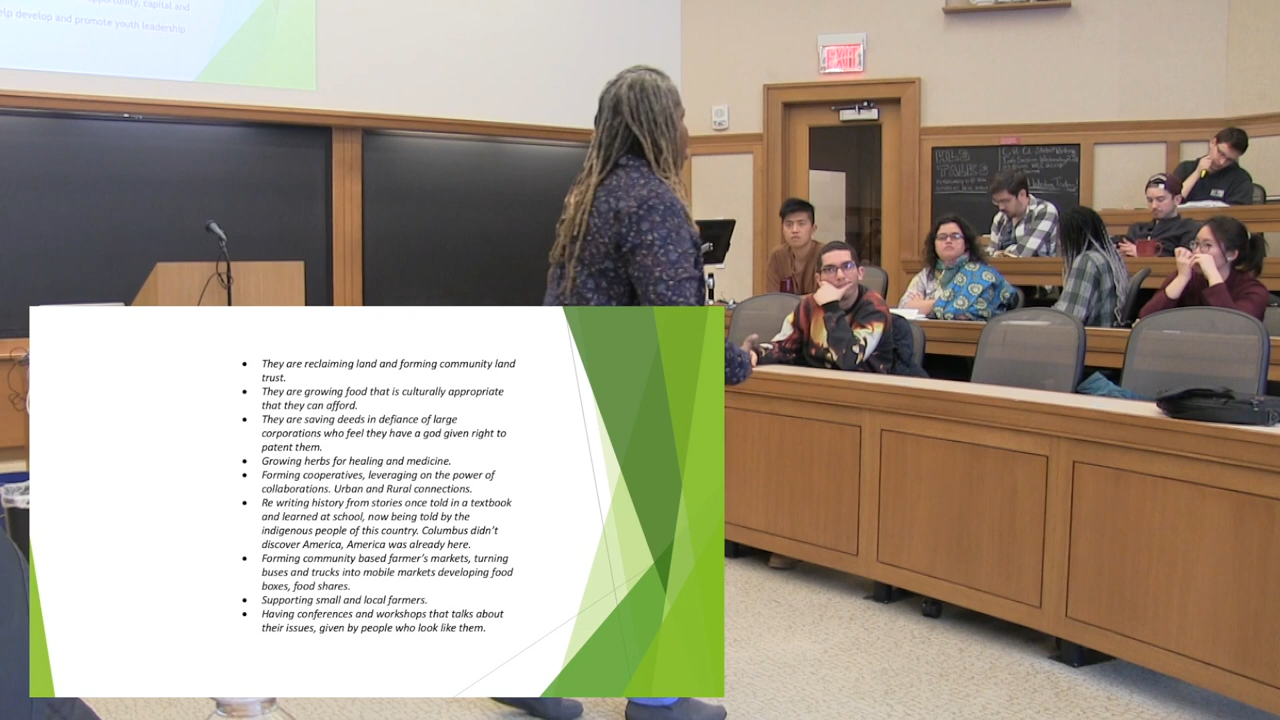 opportunity, capital and
help develop and promote youth leadership
EXIT
HLS
TALKS
• They are reclaiming land and forming community land
trust.
• They are growing food that is culturally appropriate
that they can afford.
• They are saving deeds in defiance of large
corporations who feel they have a god given right to
patent them.
• Growing herbs for healing and medicine.
• Forming cooperatives, leveraging on the power of
collaborations. Urban and Rural connections.
• Re writing history from stories once told in a textbook
and learned at school, now being told by the
indigenous people of this country. Columbus didn't
discover America, America was already here.
• Forming community based farmer's markets, turning
buses and trucks into mobile markets developing food
boxes, food shares.
• Supporting small and local farmers.
• Having conferences and workshops that talks about
their issues, given by people who look like them.